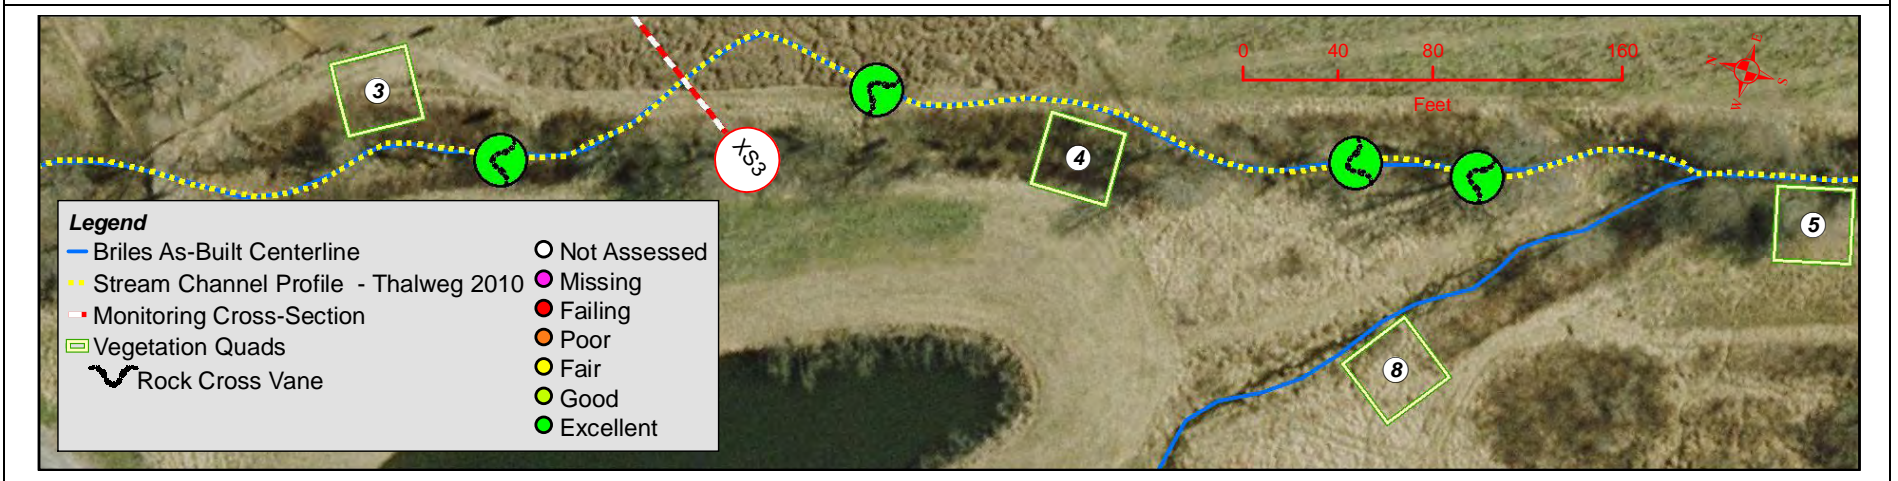 0 40 80 160
Feet
N E S W
3
XS3
4
5
8
Legend
Briles As-Built Centerline
Stream Channel Profile - Thalweg 2010
Monitoring Cross-Section
Vegetation Quads
Rock Cross Vane
Not Assessed
Missing
Failing
Poor
Fair
Good
Excellent